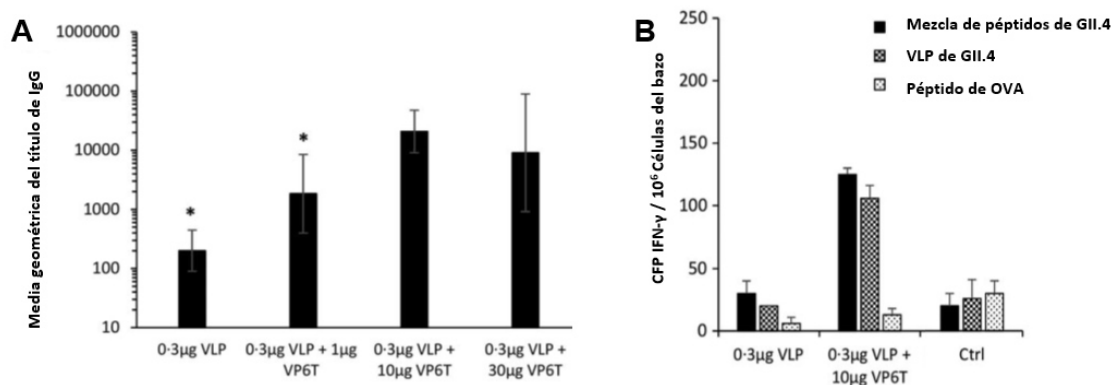 A
Media geométrica del título de IgG
1000000
100000
10000
1000
100
10
*
*
0·3µg VLP
0·3µg VLP + 1µg
VP6T
0·3µg VLP +
10µg VP6T
0·3µg VLP +
30µg VP6T
B
CFP IFN-γ / 10⁶ Células del bazo
250
200
150
100
50
0
Mezcla de péptidos de GII.4
VLP de GII.4
Péptido de OVA
0·3µg VLP
0·3µg VLP +
10µg VP6T
Ctrl